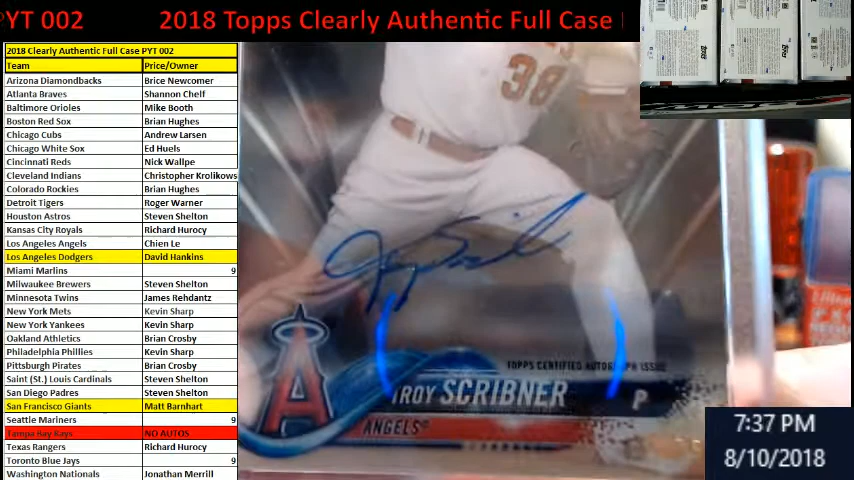 PYT 002 2018 Topps Clearly Authentic Full Case
2018 Clearly Authentic Full Case PYT 002
Team Price/Owner
Arizona Diamondbacks Brice Newcomer
Atlanta Braves Shannon Chelf
Baltimore Orioles Mike Booth
Boston Red Sox Brian Hughes
Chicago Cubs Andrew Larsen
Chicago White Sox Ed Huels
Cincinnati Reds Nick Wallpe
Cleveland Indians Christopher Krolikows
Colorado Rockies Brian Hughes
Detroit Tigers Roger Warner
Houston Astros Steven Shelton
Kansas City Royals Richard Hurocy
Los Angeles Angels Chien Le
Los Angeles Dodgers David Hankins
Miami Marlins 9
Milwaukee Brewers Steven Shelton
Minnesota Twins James Rehdantz
New York Mets Kevin Sharp
New York Yankees Kevin Sharp
Oakland Athletics Brian Crosby
Philadelphia Phillies Kevin Sharp
Pittsburgh Pirates Brian Crosby
Saint (St.) Louis Cardinals Steven Shelton
San Diego Padres Steven Shelton
San Francisco Giants Matt Barnhart
Seattle Mariners 9
Tampa Bay Rays NO AUTOS
Texas Rangers Richard Hurocy
Toronto Blue Jays 9
Washington Nationals Jonathan Merrill
38
TOPPS CERTIFIED AUTOGRAPH ISSUE
TROY SCRIBNER P
ANGELS
7:37 PM
8/10/2018